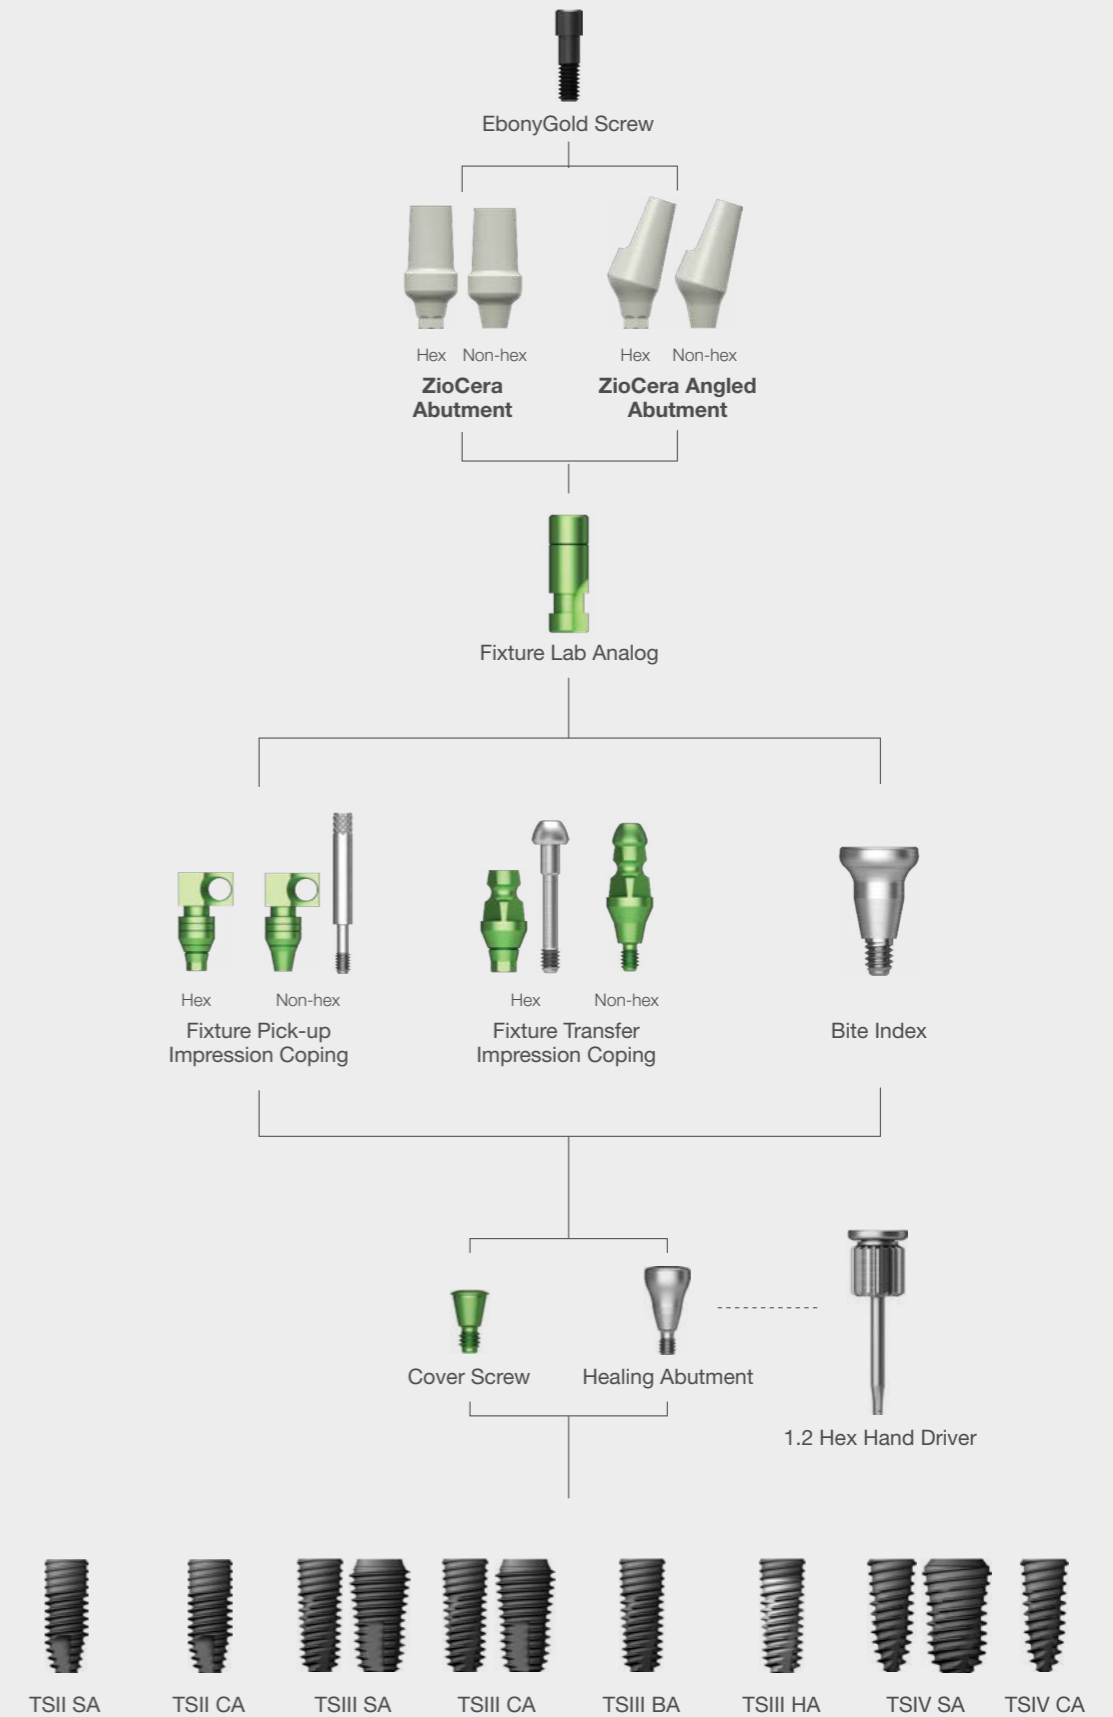 EbonyGold Screw
Hex Non-hex Hex Non-hex
ZioCera ZioCera Angled
Abutment Abutment
Fixture Lab Analog
Hex Non-hex Hex Non-hex
Fixture Pick-up Fixture Transfer Bite Index
Impression Coping Impression Coping
Cover Screw Healing Abutment
1.2 Hex Hand Driver
TSII SA TSII CA TSIII SA TSIII CA TSIII BA TSIII HA TSIV SA TSIV CA